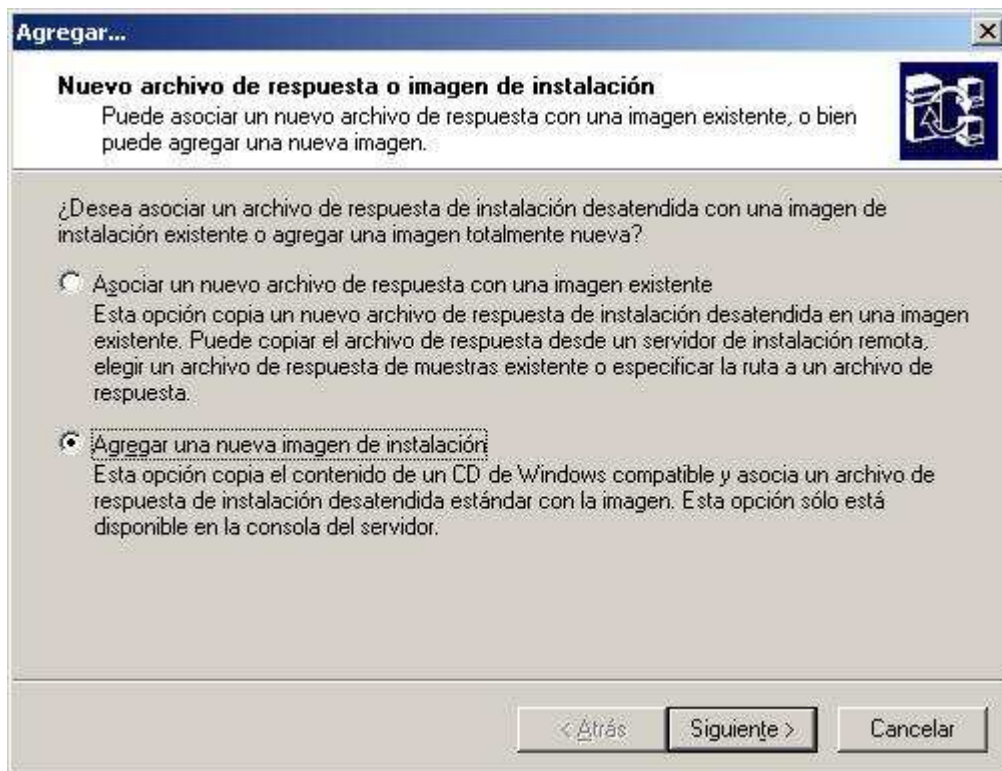 Agregar...
Nuevo archivo de respuesta o imagen de instalación
Puede asociar un nuevo archivo de respuesta con una imagen existente, o bien
puede agregar una nueva imagen.
¿Desea asociar un archivo de respuesta de instalación desatendida con una imagen de
instalación existente o agregar una imagen totalmente nueva?
Asociar un nuevo archivo de respuesta con una imagen existente
Esta opción copia un nuevo archivo de respuesta de instalación desatendida en una imagen
existente. Puede copiar el archivo de respuesta desde un servidor de instalación remota,
elegir un archivo de respuesta de muestras existente o especificar la ruta a un archivo de
respuesta.
Agregar una nueva imagen de instalación
Esta opción copia el contenido de un CD de Windows compatible y asocia un archivo de
respuesta de instalación desatendida estándar con la imagen. Esta opción sólo está
disponible en la consola del servidor.
< Atrás
Siguiente >
Cancelar